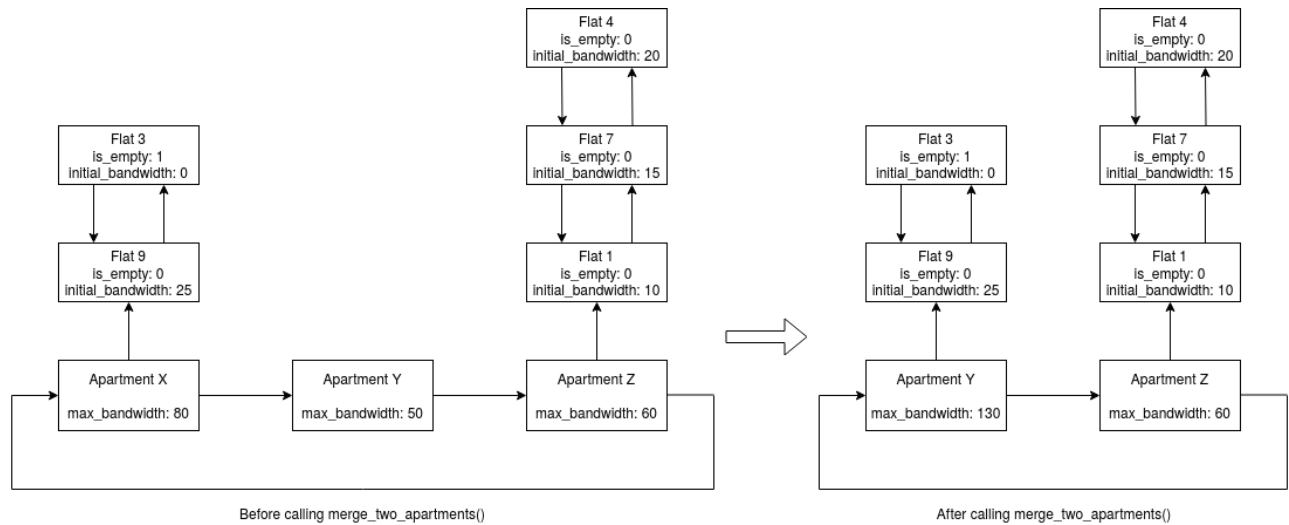 Flat 4
is_empty: 0
initial_bandwidth: 20
Flat 3
is_empty: 1
initial_bandwidth: 0
Flat 7
is_empty: 0
initial_bandwidth: 15
Flat 9
is_empty: 0
initial_bandwidth: 25
Flat 1
is_empty: 0
initial_bandwidth: 10
Apartment X
max_bandwidth: 80
Apartment Y
max_bandwidth: 50
Apartment Z
max_bandwidth: 60
Before calling merge_two_apartments()
Flat 4
is_empty: 0
initial_bandwidth: 20
Flat 3
is_empty: 1
initial_bandwidth: 0
Flat 7
is_empty: 0
initial_bandwidth: 15
Flat 9
is_empty: 0
initial_bandwidth: 25
Flat 1
is_empty: 0
initial_bandwidth: 10
Apartment Y
max_bandwidth: 130
Apartment Z
max_bandwidth: 60
After calling merge_two_apartments()